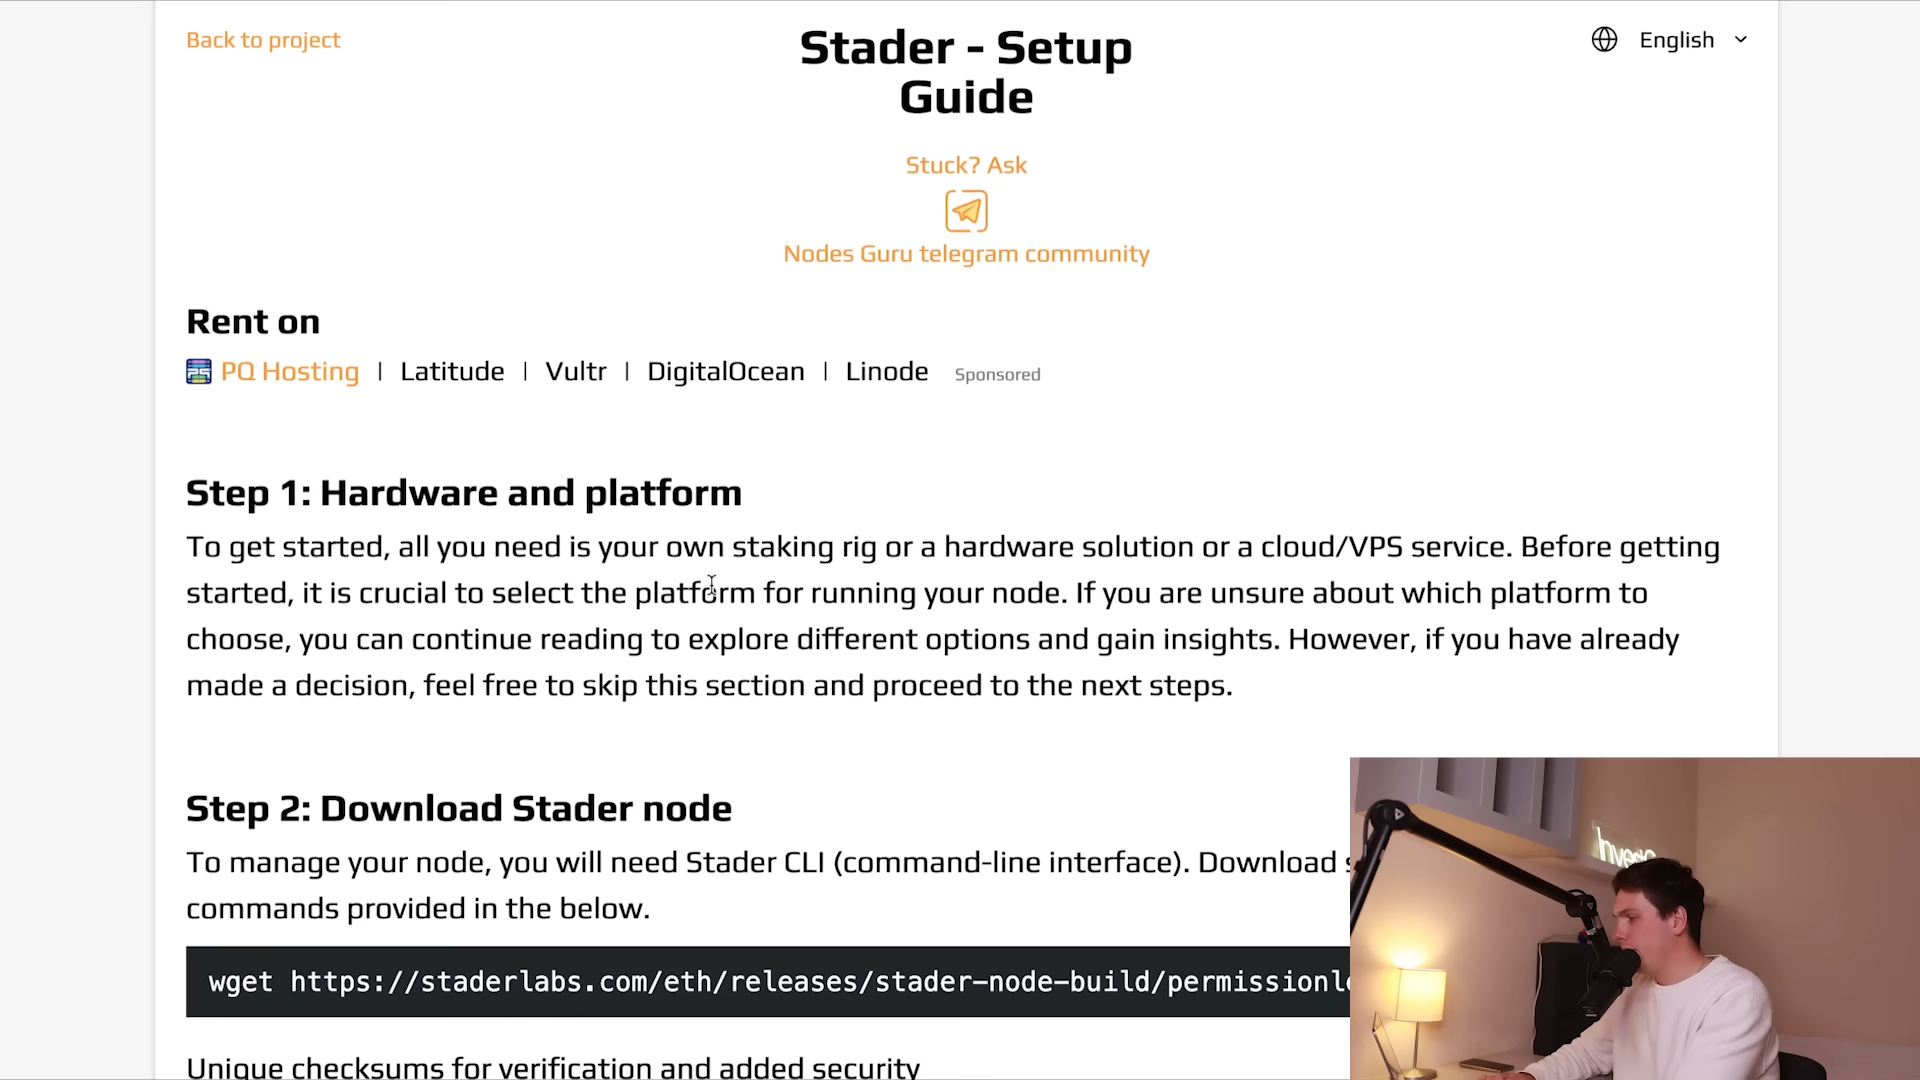 Back to project
Stader - Setup
Guide
English
Stuck? Ask
Nodes Guru telegram community
Rent on
PQ Hosting | Latitude | Vultr | DigitalOcean | Linode Sponsored
Step 1: Hardware and platform
To get started, all you need is your own staking rig or a hardware solution or a cloud/VPS service. Before getting
started, it is crucial to select the platform for running your node. If you are unsure about which platform to
choose, you can continue reading to explore different options and gain insights. However, if you have already
made a decision, feel free to skip this section and proceed to the next steps.
Step 2: Download Stader node
To manage your node, you will need Stader CLI (command-line interface). Download
commands provided in the below.
wget https://staderlabs.com/eth/releases/stader-node-build/permissionl
Unique checksums for verification and added security